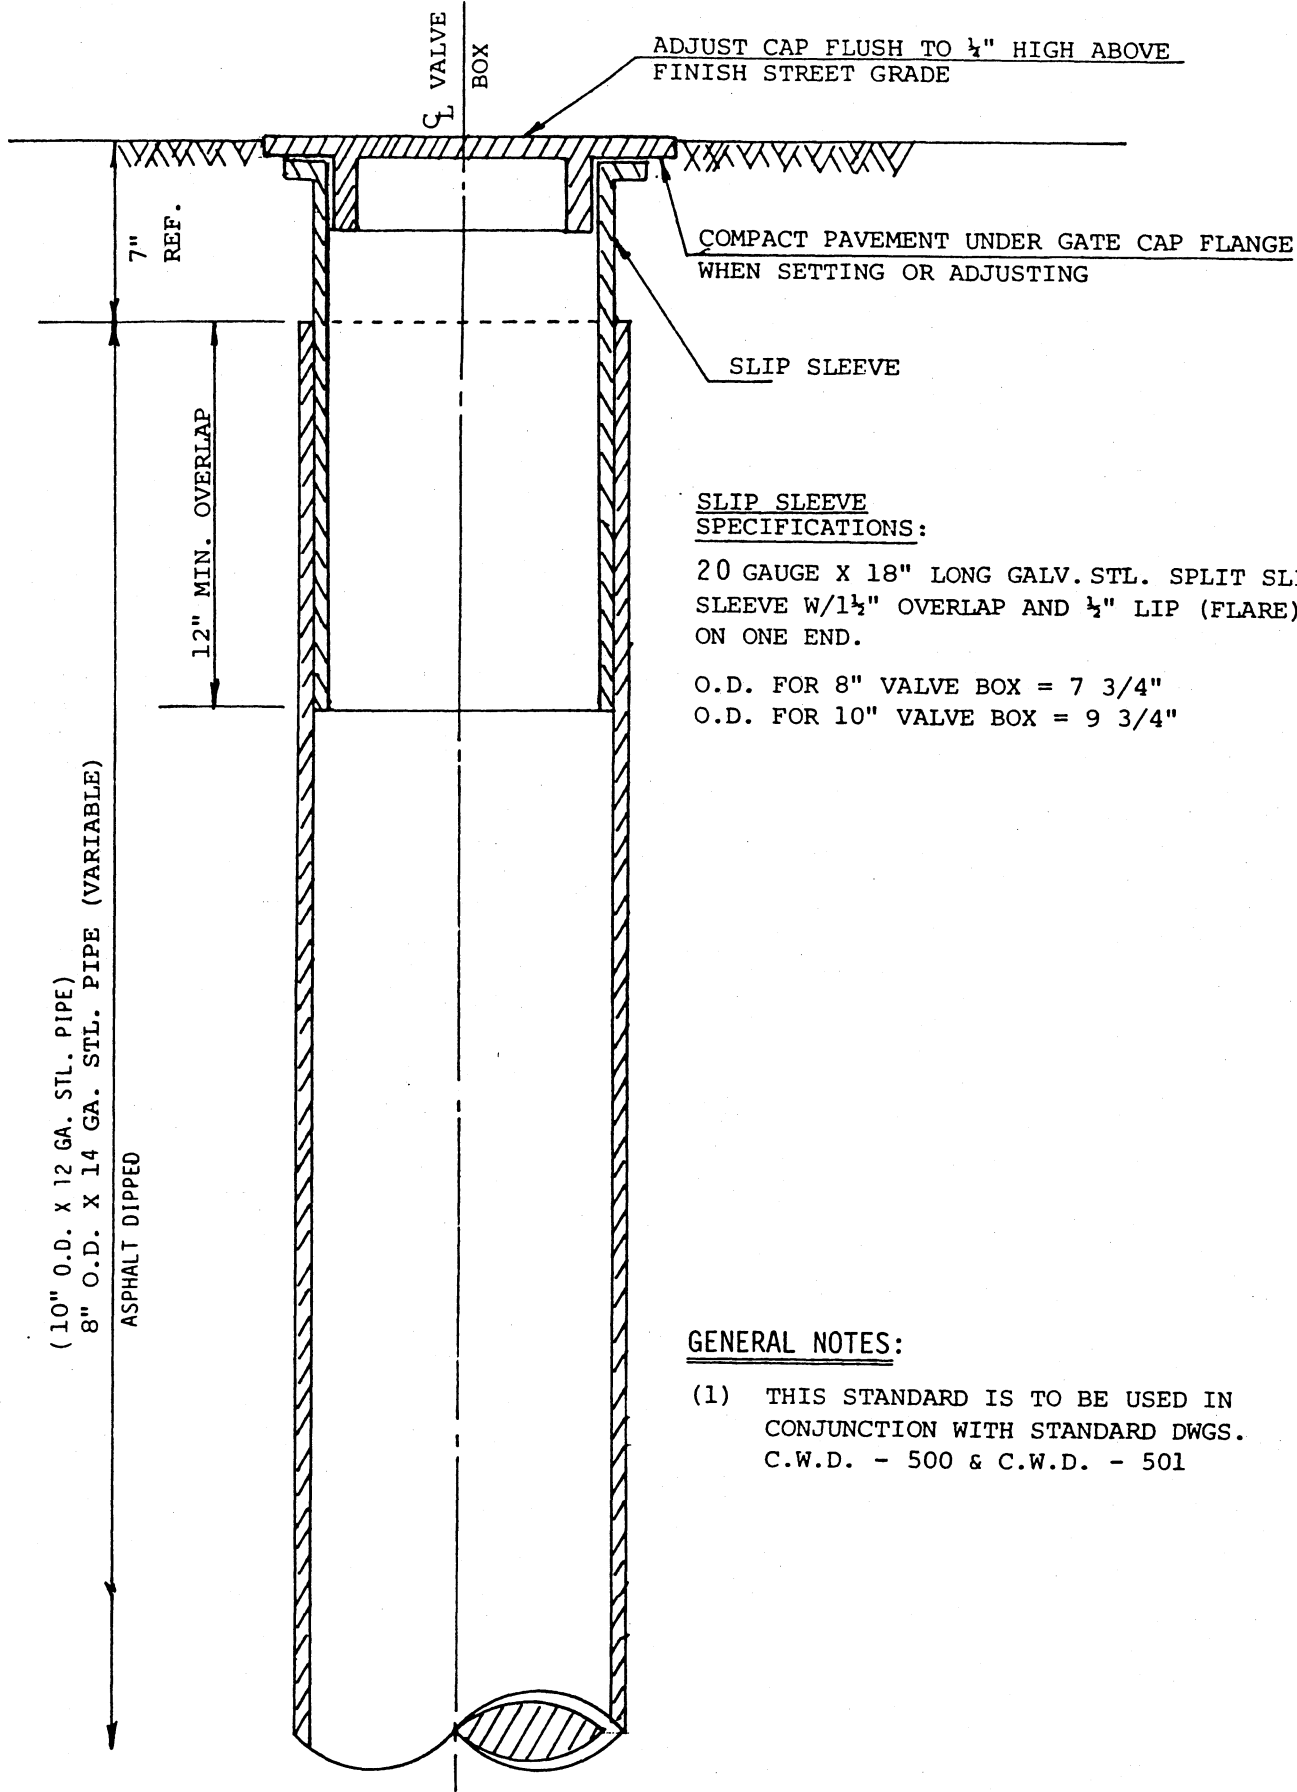 VALVE
BOX
℄
ADJUST CAP FLUSH TO ¼" HIGH ABOVE
FINISH STREET GRADE
7"
REF.
COMPACT PAVEMENT UNDER GATE CAP FLANGE
WHEN SETTING OR ADJUSTING
SLIP SLEEVE
12" MIN. OVERLAP
SLIP SLEEVE
SPECIFICATIONS:
20 GAUGE X 18" LONG GALV. STL. SPLIT SLI
SLEEVE W/1½" OVERLAP AND ½" LIP (FLARE)
ON ONE END.
O.D. FOR 8" VALVE BOX = 7 3/4"
O.D. FOR 10" VALVE BOX = 9 3/4"
(10" O.D. X 12 GA. STL. PIPE)
8" O.D. X 14 GA. STL. PIPE (VARIABLE)
ASPHALT DIPPED
GENERAL NOTES:
(1) THIS STANDARD IS TO BE USED IN
CONJUNCTION WITH STANDARD DWGS.
C.W.D. - 500 & C.W.D. - 501